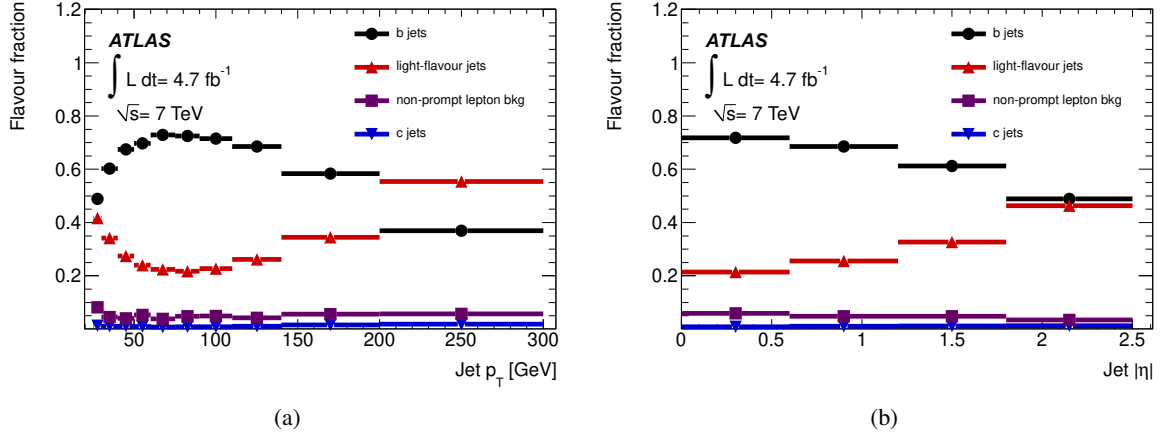 Flavour fraction
1.2
1
0.8
0.6
0.4
0.2
ATLAS
∫ L dt= 4.7 fb⁻¹
√s= 7 TeV
b jets
light-flavour jets
non-prompt lepton bkg
c jets
50 100 150 200 250 300
Jet p_T [GeV]
(a)
Flavour fraction
1.2
1
0.8
0.6
0.4
0.2
ATLAS
∫ L dt= 4.7 fb⁻¹
√s= 7 TeV
b jets
light-flavour jets
non-prompt lepton bkg
c jets
0 0.5 1 1.5 2 2.5
Jet |η|
(b)